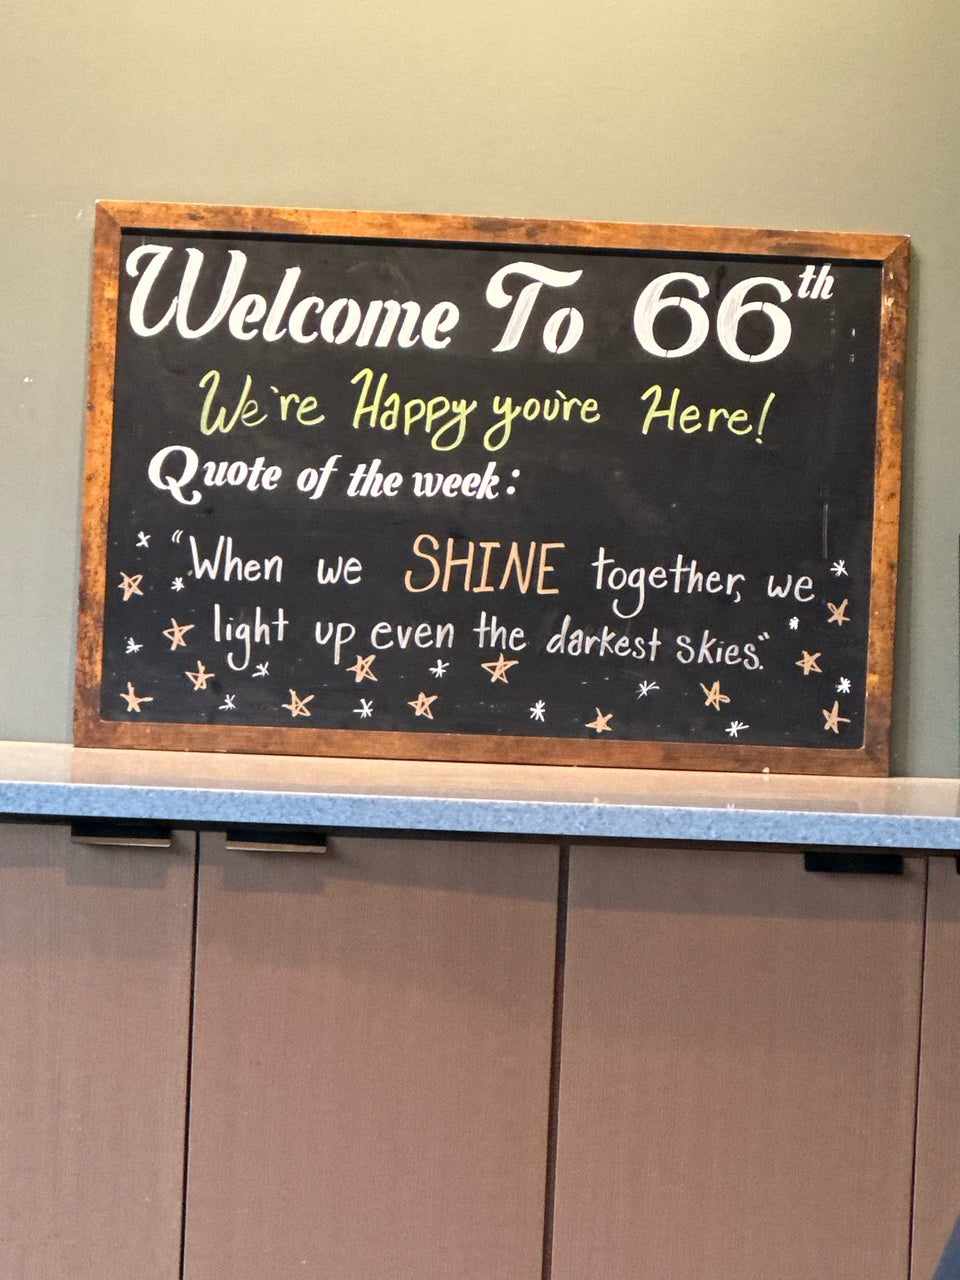 Welcome To 66th
We're Happy you're Here!
Quote of the week:
"When we SHINE together, we
light up even the darkest skies."